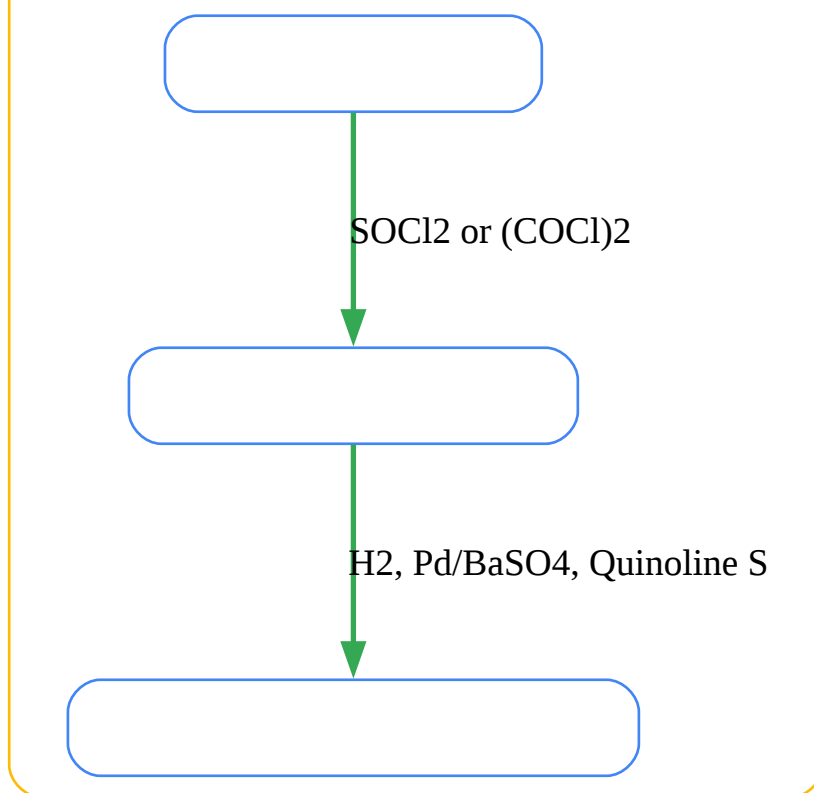 SOCl2 or (COCl)2
H2, Pd/BaSO4, Quinoline S